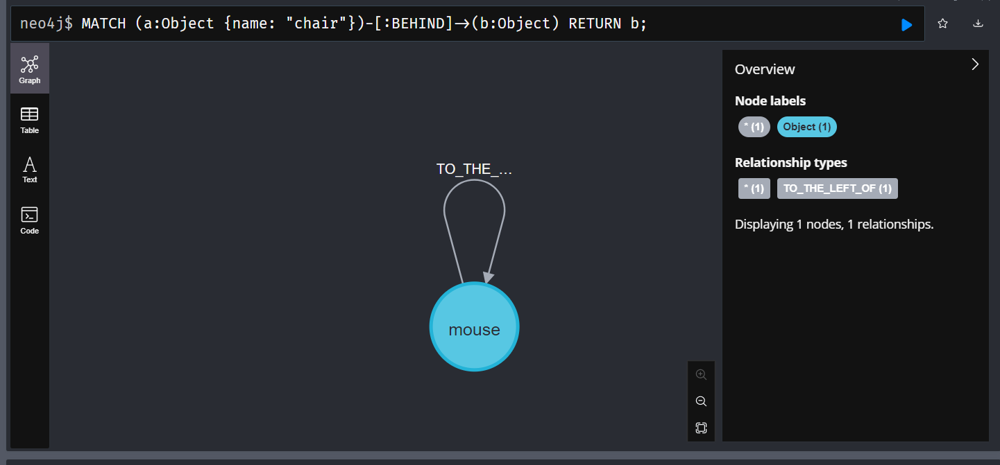 neo4j$ MATCH (a:Object {name: "chair"})-[:BEHIND]->(b:Object) RETURN b;
Graph
Table
Text
Code
TO_THE_...
mouse
Overview
Node labels
* (1) Object (1)
Relationship types
* (1) TO_THE_LEFT_OF (1)
Displaying 1 nodes, 1 relationships.